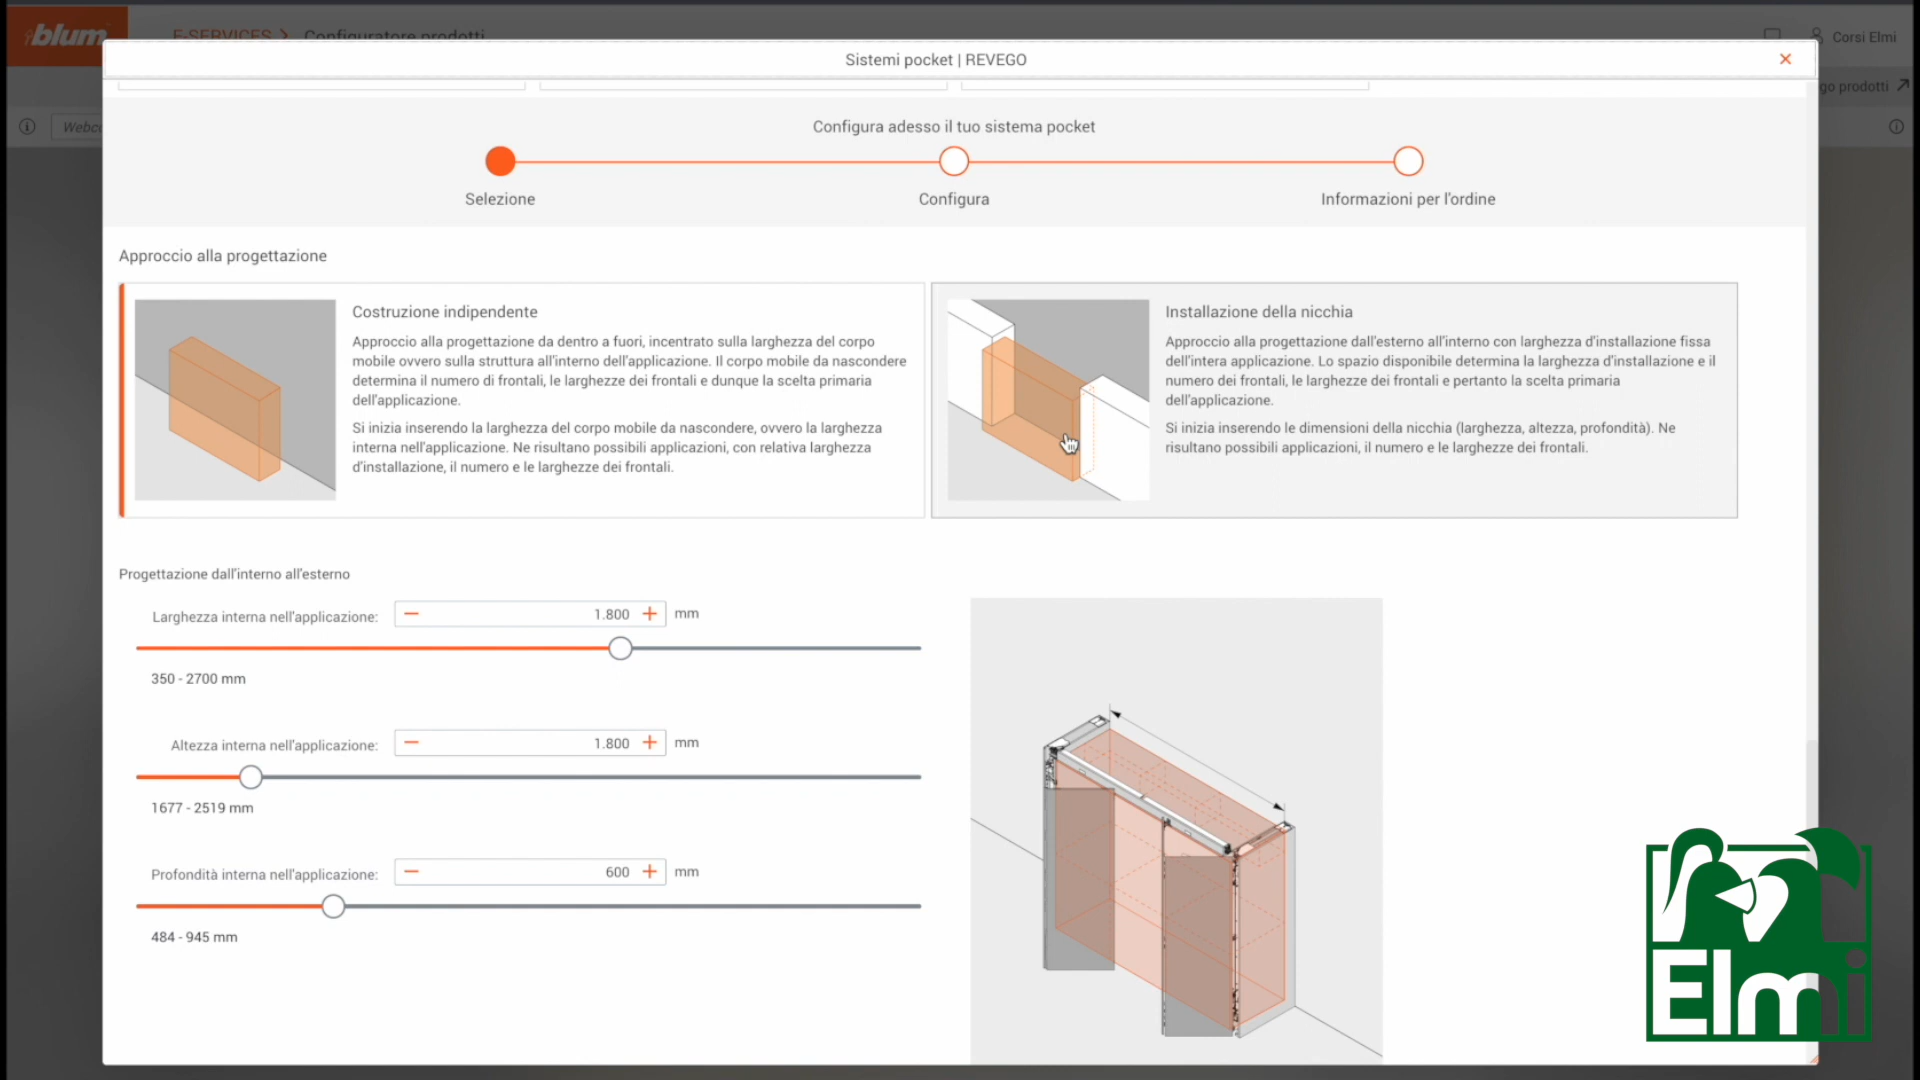 blum
E-SERVICES > Configuratore prodotti
Corsi Elmi
Sistemi pocket | REVEGO
go prodotti
Webco
Configura adesso il tuo sistema pocket
Selezione
Configura
Informazioni per l'ordine
Approccio alla progettazione
Costruzione indipendente
Approccio alla progettazione da dentro a fuori, incentrato sulla larghezza del corpo
mobile ovvero sulla struttura all'interno dell'applicazione. Il corpo mobile da nascondere
determina il numero di frontali, le larghezze dei frontali e dunque la scelta primaria
dell'applicazione.
Si inizia inserendo la larghezza del corpo mobile da nascondere, ovvero la larghezza
interna nell'applicazione. Ne risultano possibili applicazioni, con relativa larghezza
d'installazione, il numero e le larghezze dei frontali.
Installazione della nicchia
Approccio alla progettazione dall'esterno all'interno con larghezza d'installazione fissa
dell'intera applicazione. Lo spazio disponibile determina la larghezza d'installazione e il
numero dei frontali, le larghezze dei frontali e pertanto la scelta primaria
dell'applicazione.
Si inizia inserendo le dimensioni della nicchia (larghezza, altezza, profondità). Ne
risultano possibili applicazioni, il numero e le larghezze dei frontali.
Progettazione dall'interno all'esterno
Larghezza interna nell'applicazione: 1.800 mm
350 - 2700 mm
Altezza interna nell'applicazione: 1.800 mm
1677 - 2519 mm
Profondità interna nell'applicazione: 600 mm
484 - 945 mm
Elmi